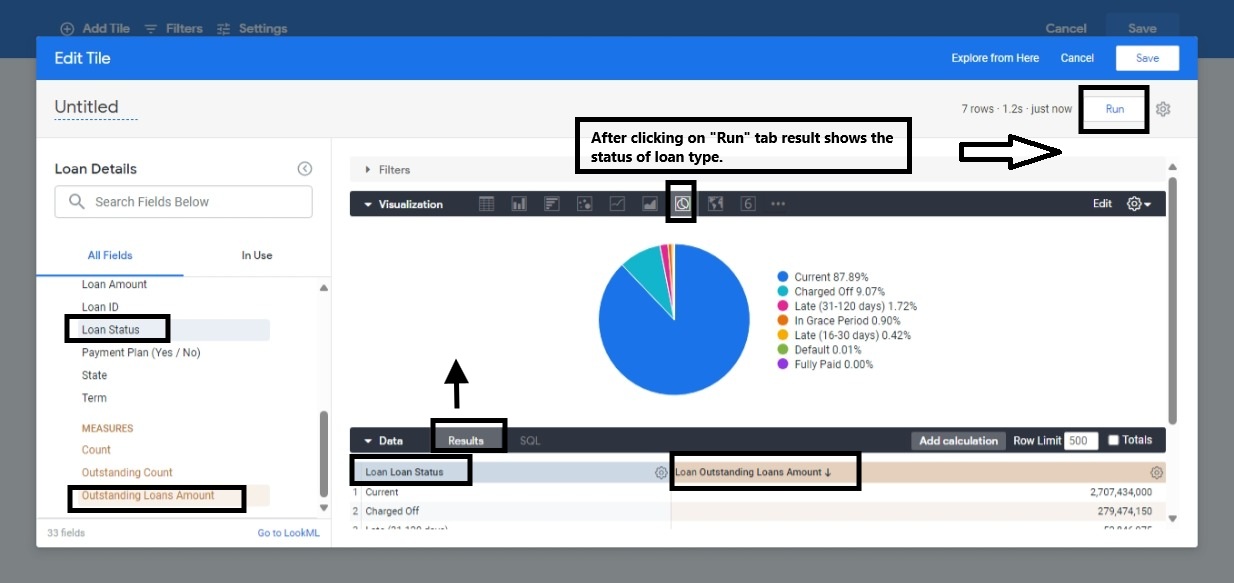 Add Tile Filters Settings Cancel Save
Edit Tile Explore from Here Cancel Save
Untitled 7 rows · 1.2s · just now Run
After clicking on "Run" tab result shows the
status of loan type.
Loan Details
Filters
Search Fields Below
Visualization 6 Edit
All Fields In Use
Loan Amount
Loan ID
Loan Status
Payment Plan (Yes / No)
State
Term
MEASURES
Count
Outstanding Count
Outstanding Loans Amount
33 fields Go to LookML
Current 87.89%
Charged Off 9.07%
Late (31-120 days) 1.72%
In Grace Period 0.90%
Late (16-30 days) 0.42%
Default 0.01%
Fully Paid 0.00%
Data Results SQL Add calculation Row Limit 500 Totals
Loan Loan Status Loan Outstanding Loans Amount ↓
1 Current 2,707,434,000
2 Charged Off 279,474,150
3 Late (31-120 days)